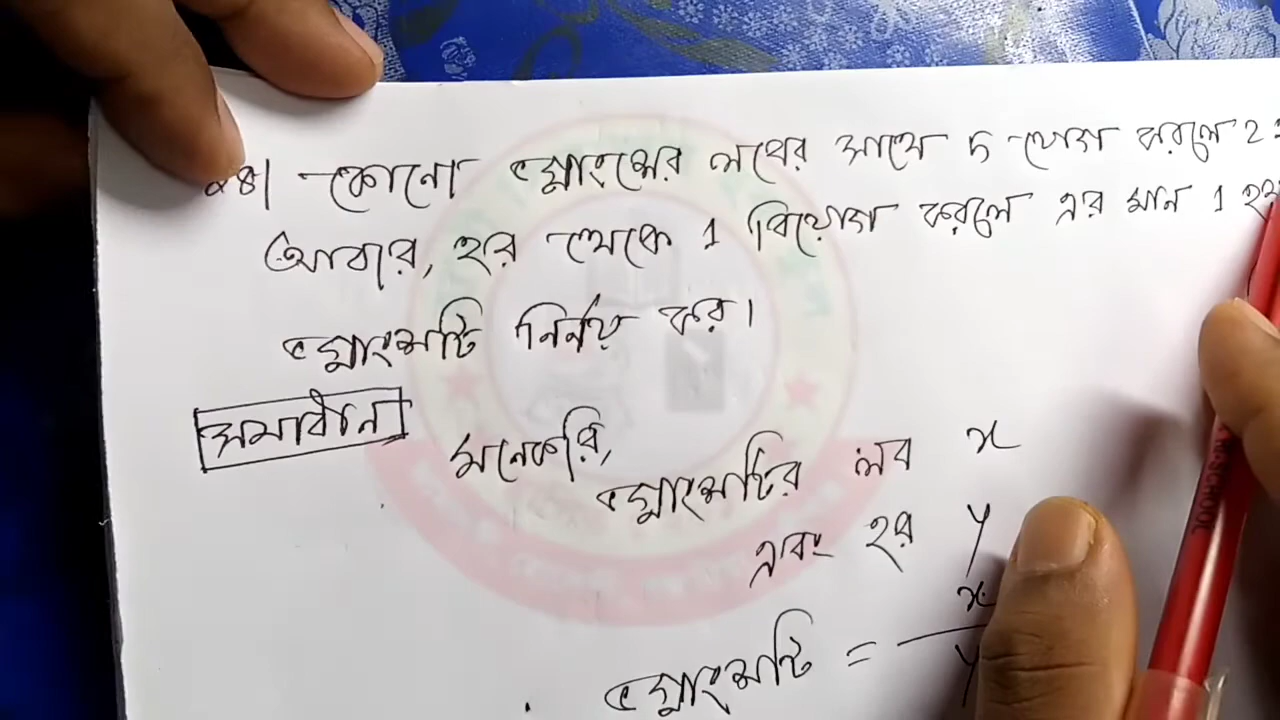 ২৪। কোনো ভগ্নাংশের লবের সাথে 5 যোগ করলে 2
আবার, হর থেকে 1 বিয়োগ করলে এর মান 1 হয়
ভগ্নাংশটি নির্ণয় কর।
সমাধান
মনেকরি,
ভগ্নাংশটির লব x
এবং হর y
ভগ্নাংশটি = x
y
MASCHOOL